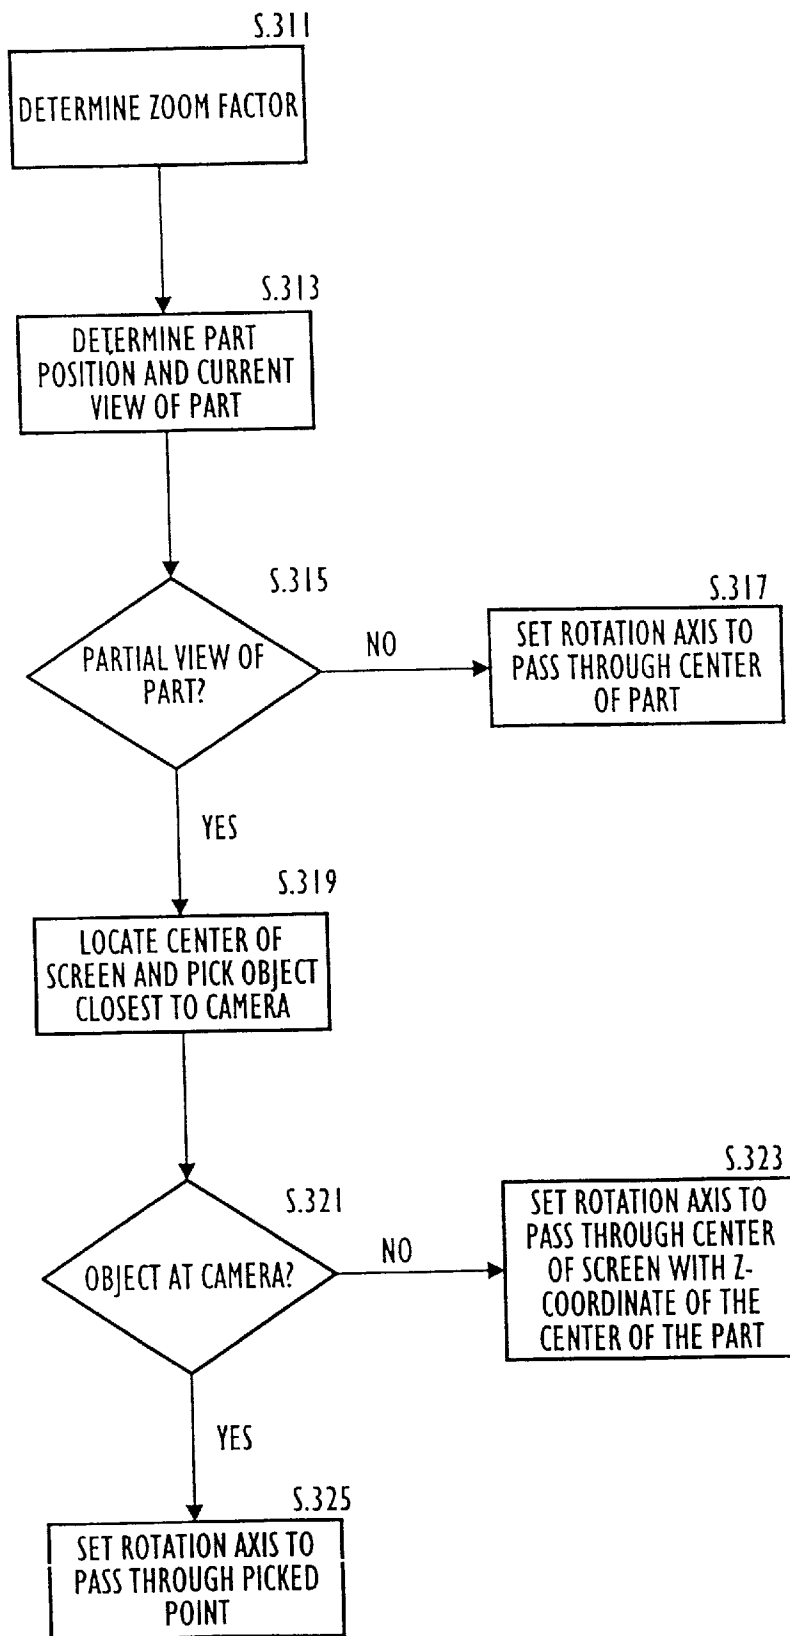 S.311
DETERMINE ZOOM FACTOR
S.313
DETERMINE PART
POSITION AND CURRENT
VIEW OF PART
S.315
PARTIAL VIEW OF
PART?
NO
S.317
SET ROTATION AXIS TO
PASS THROUGH CENTER
OF PART
YES
S.319
LOCATE CENTER OF
SCREEN AND PICK OBJECT
CLOSEST TO CAMERA
S.321
OBJECT AT CAMERA?
NO
S.323
SET ROTATION AXIS TO
PASS THROUGH CENTER
OF SCREEN WITH Z-
COORDINATE OF THE
CENTER OF THE PART
YES
S.325
SET ROTATION AXIS TO
PASS THROUGH PICKED
POINT